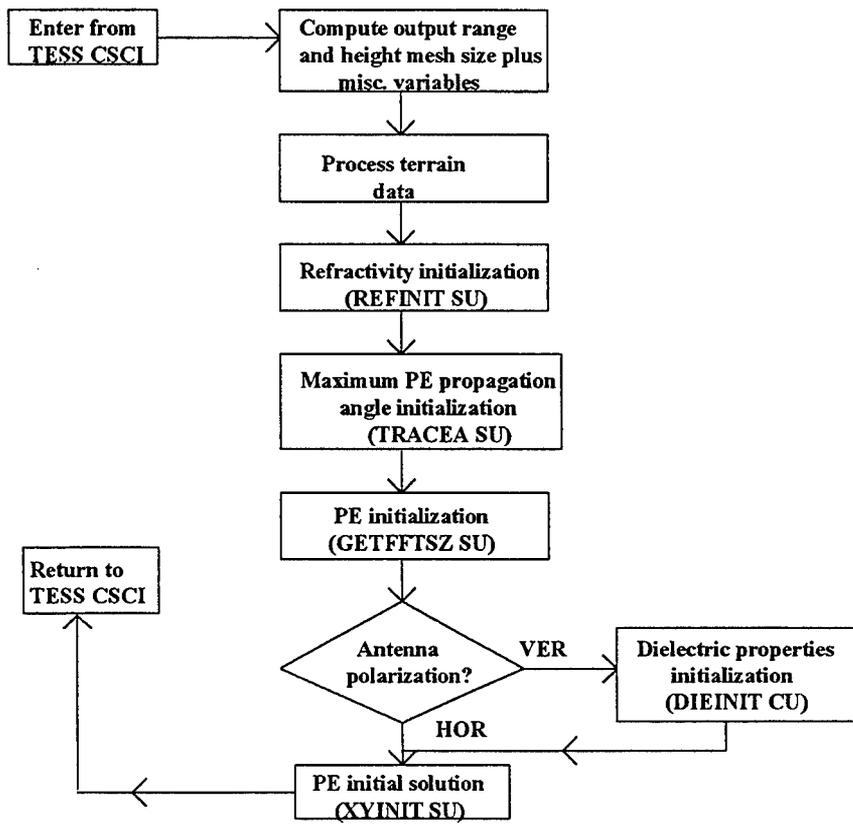 Enter from
TESS CSCI
Compute output range
and height mesh size plus
misc. variables
Process terrain
data
Refractivity initialization
(REFINIT SU)
Maximum PE propagation
angle initialization
(TRACEA SU)
PE initialization
(GETFFTSZ SU)
Return to
TESS CSCI
Antenna
polarization?
VER
Dielectric properties
initialization
(DIEINIT CU)
HOR
PE initial solution
(XYINIT SU)